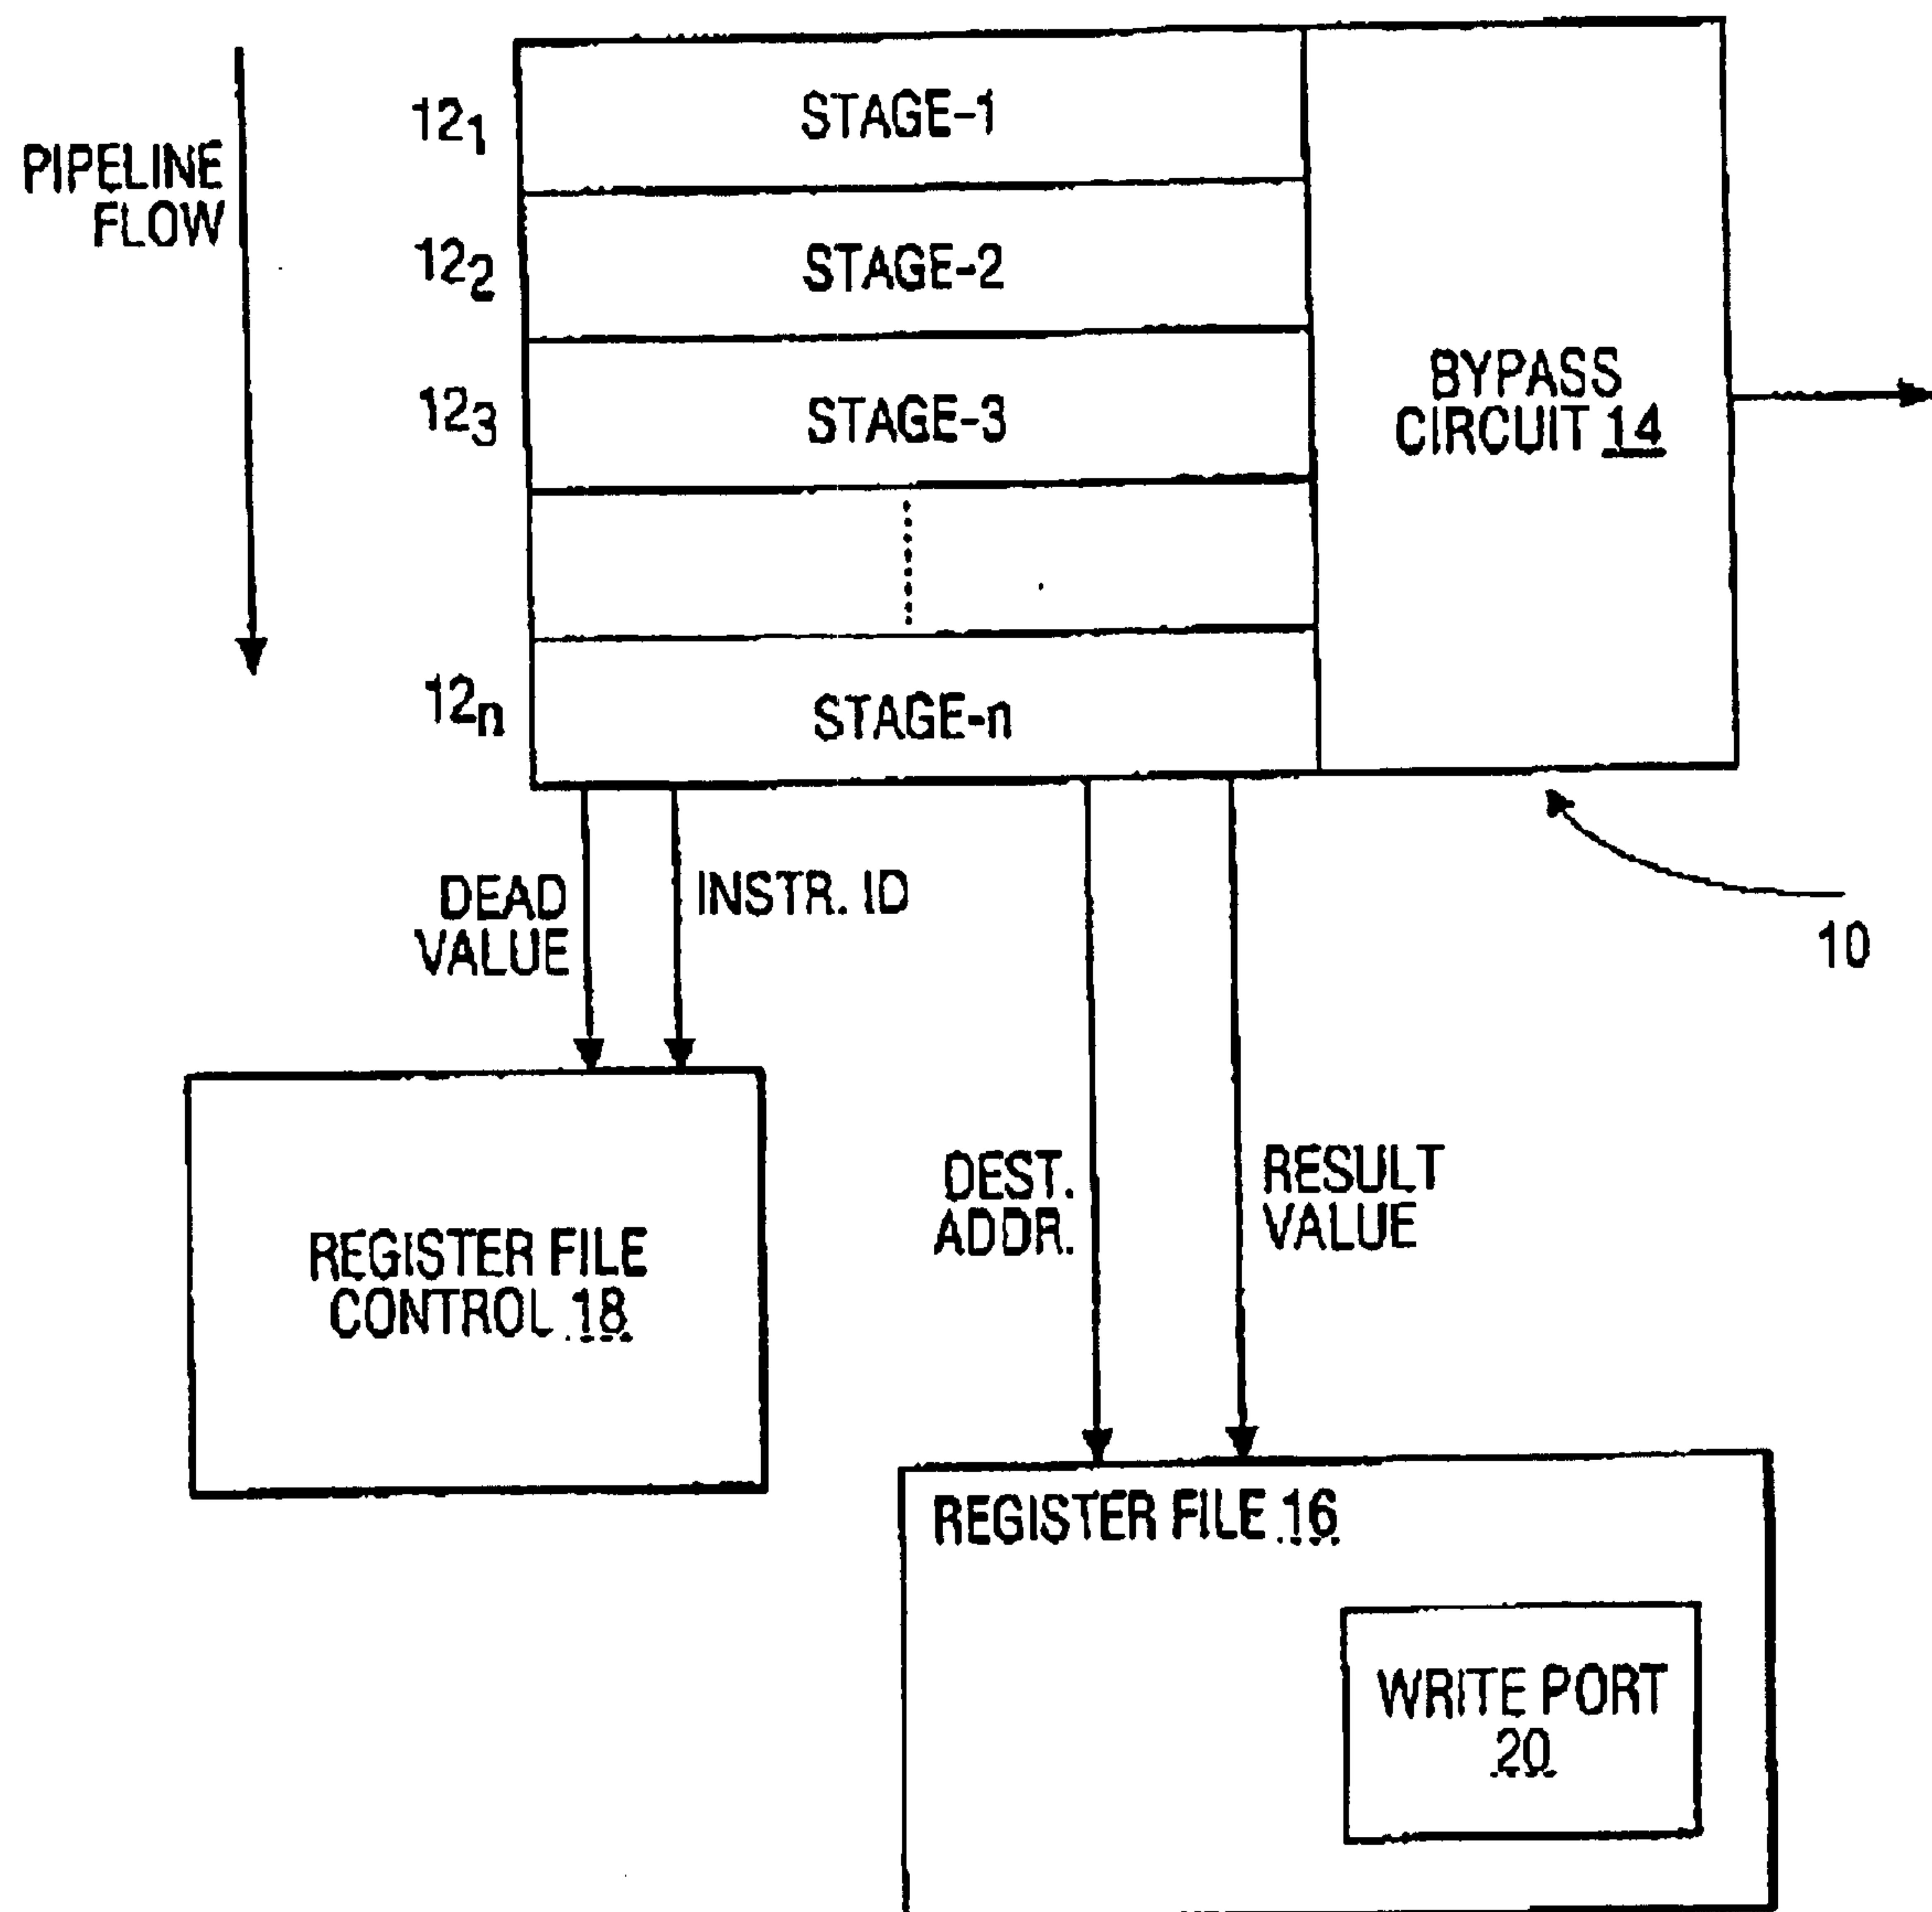 PIPELINE
FLOW
12₁
STAGE-1
12₂
STAGE-2
12₃
STAGE-3
BYPASS
CIRCUIT 14
12ₙ
STAGE-n
DEAD
VALUE
INSTR. ID
10
DEST.
ADDR.
RESULT
VALUE
REGISTER FILE
CONTROL 18
REGISTER FILE 16
WRITE PORT
20